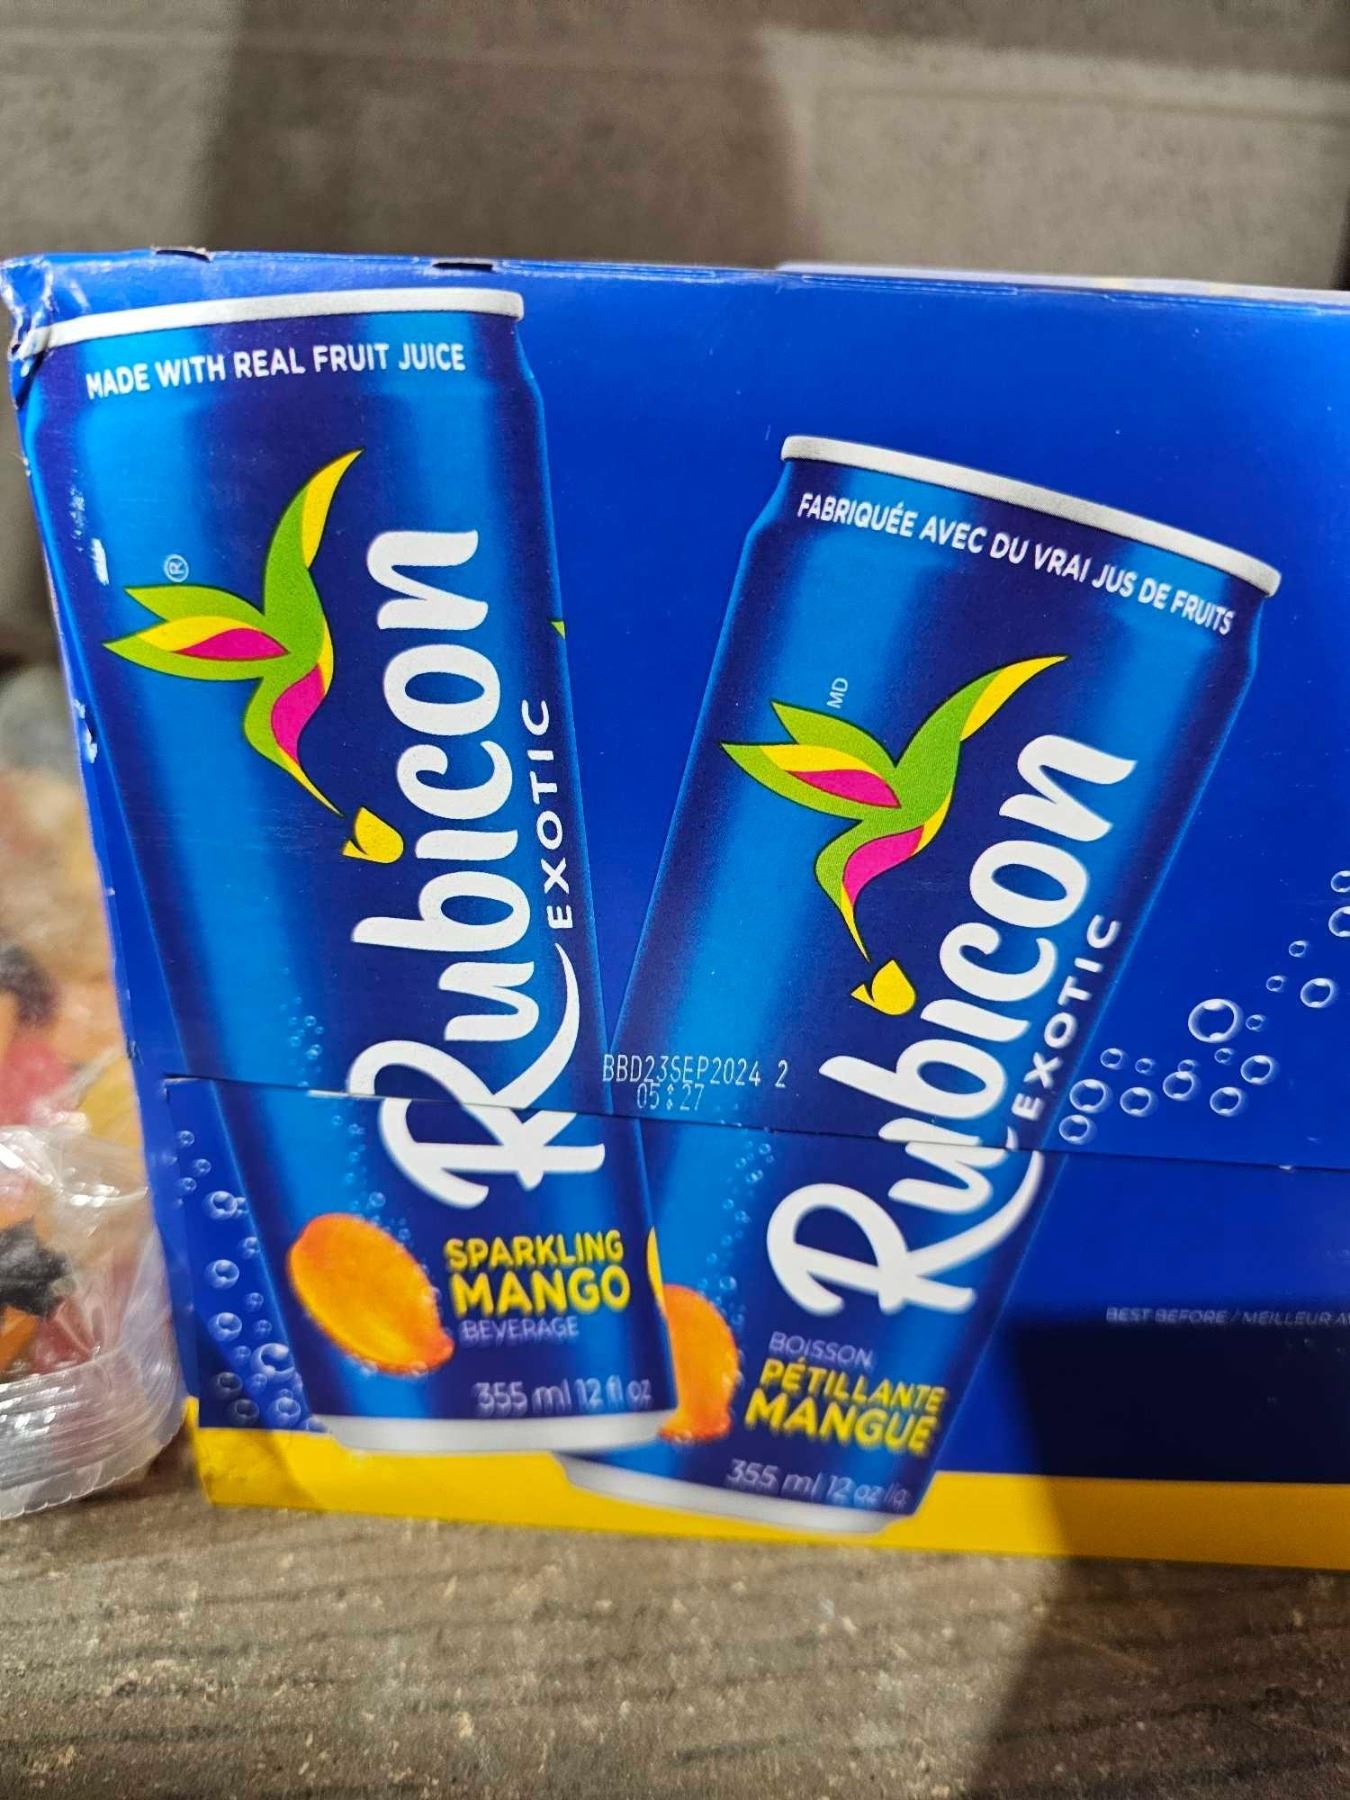 MADE WITH REAL FRUIT JUICE
®
Rubicon
EXOTIC
SPARKLING
MANGO
BEVERAGE
355 ml 12 fl oz
FABRIQUÉE AVEC DU VRAI JUS DE FRUITS
MD
Rubicon
EXOTIC
BOISSON
PÉTILLANTE
MANGUE
355 ml 12 oz liq
BBD23SEP2024 2
05:27
BEST BEFORE / MEILLEUR